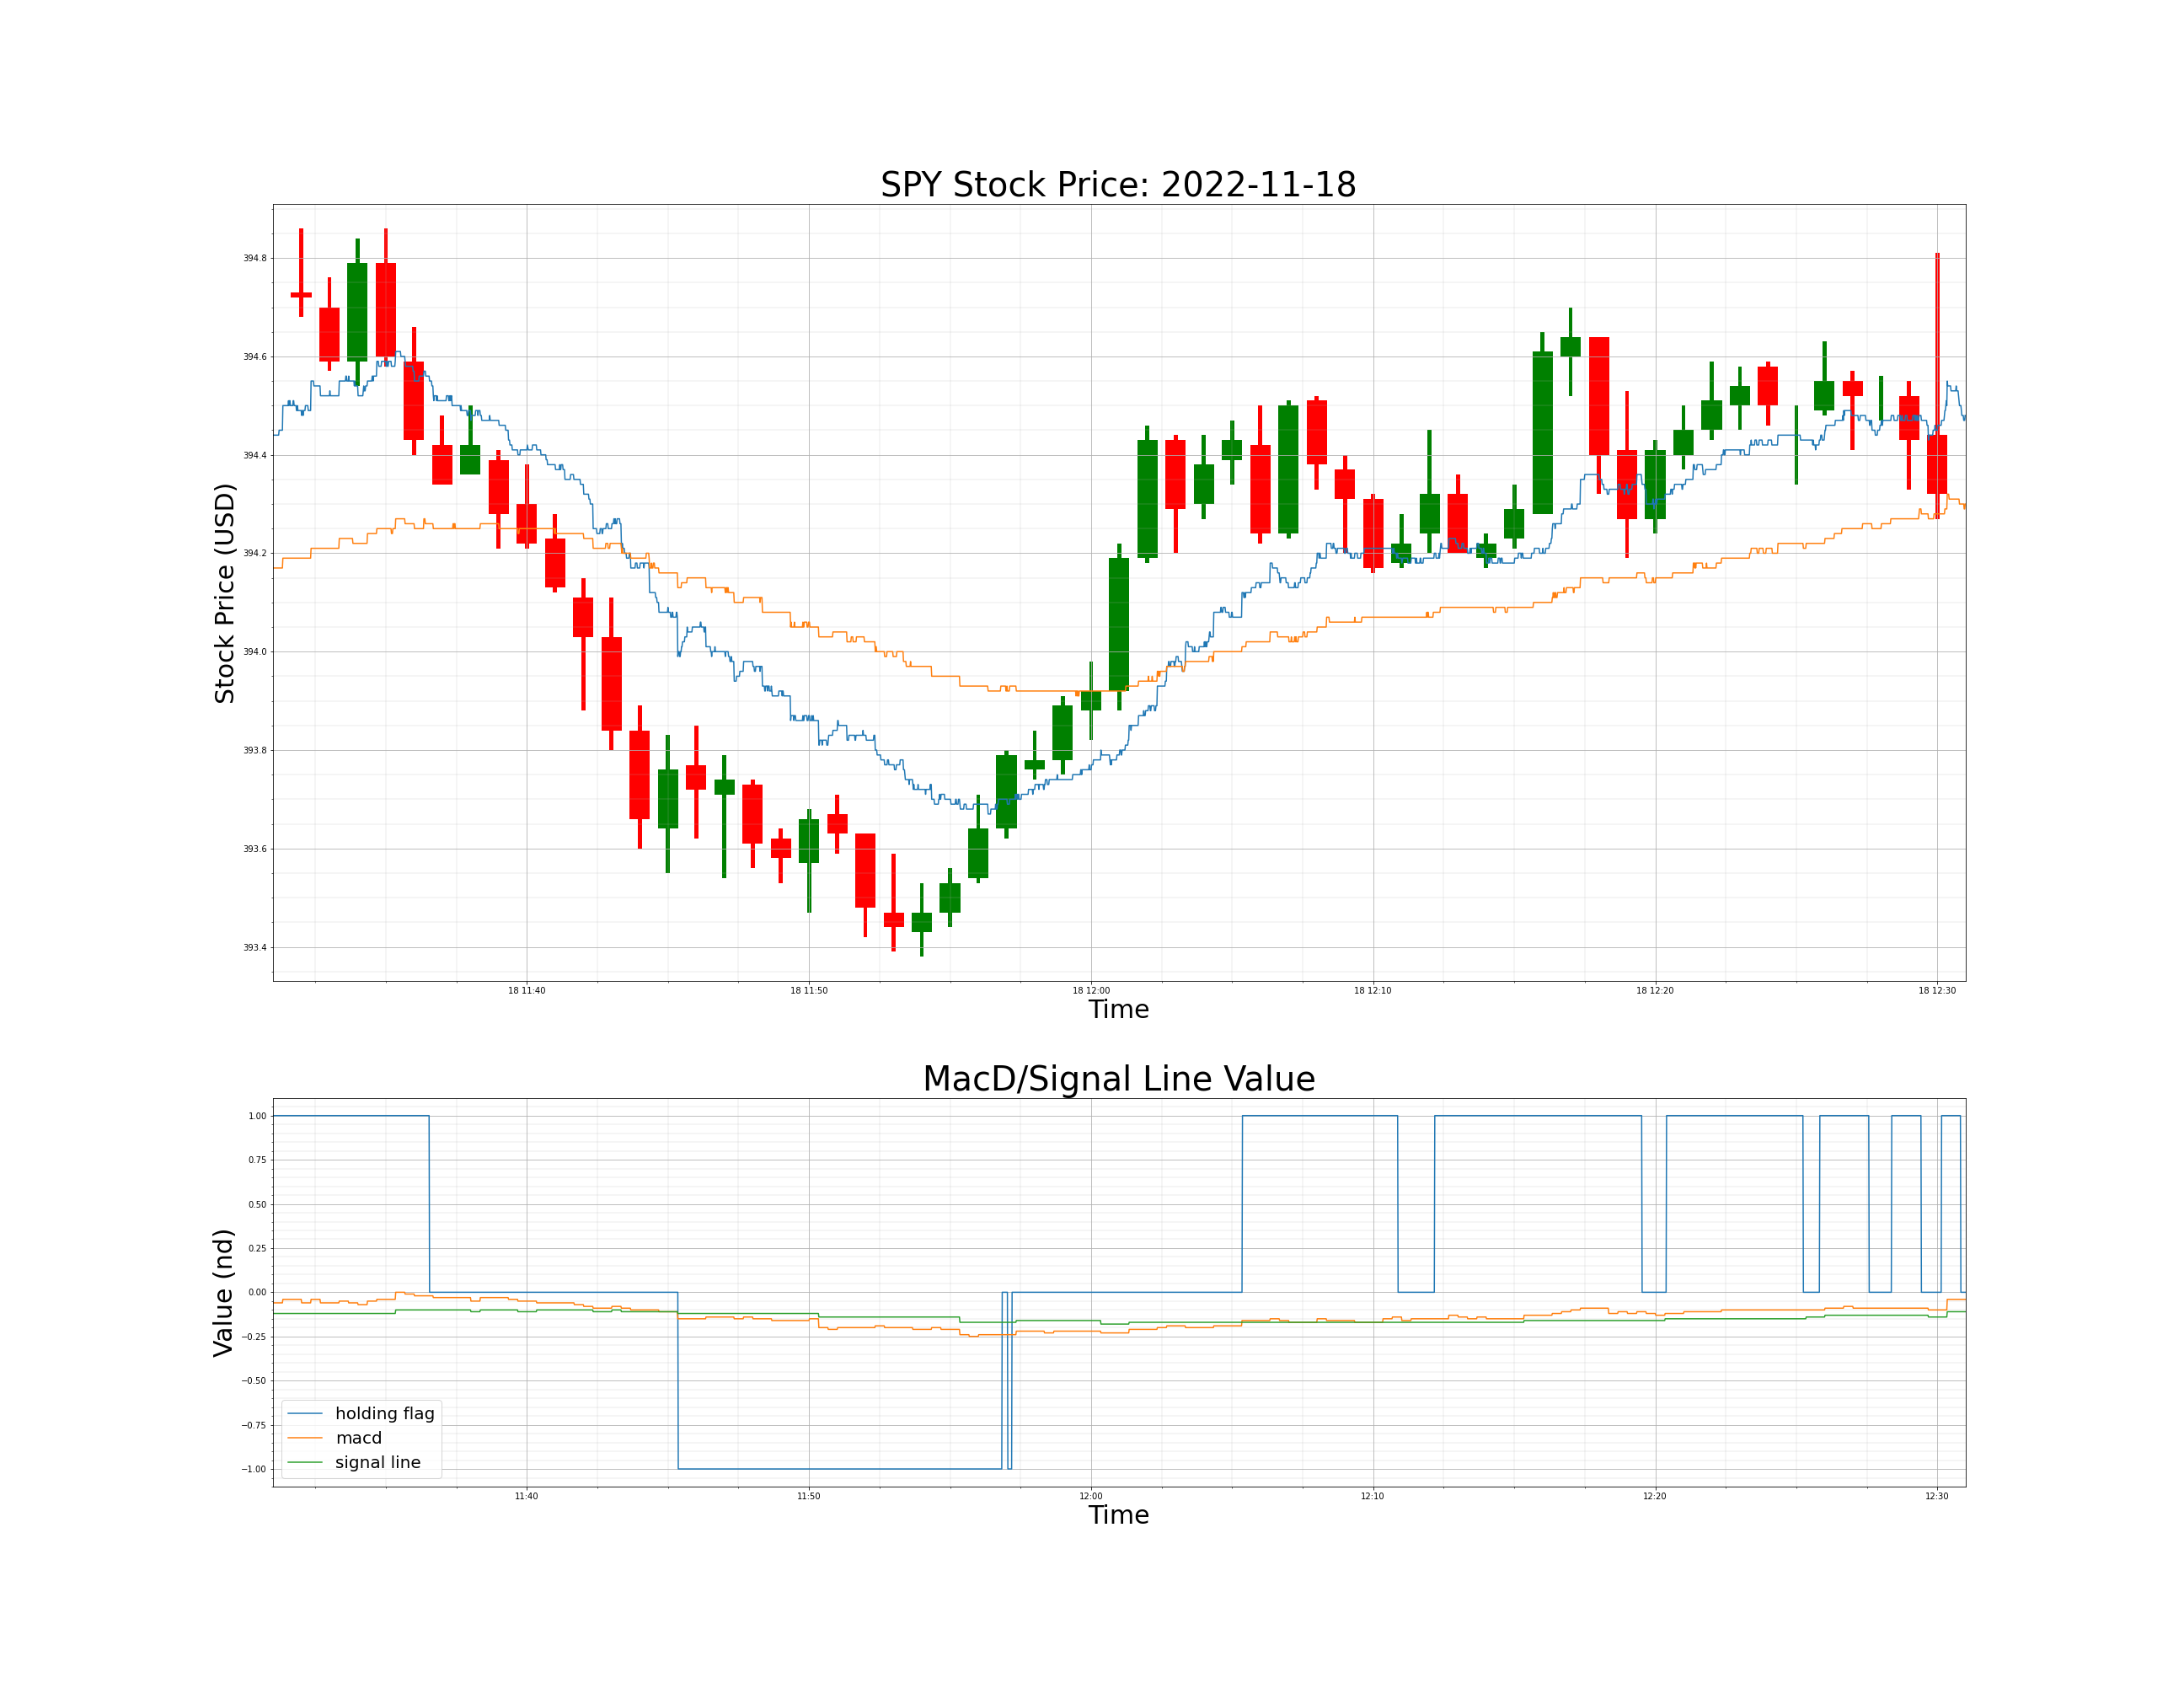 SPY Stock Price: 2022-11-18
Stock Price (USD)
394.8
394.6
394.4
394.2
394.0
393.8
393.6
393.4
18 11:40 18 11:50 18 12:00 18 12:10 18 12:20 18 12:30
Time
MacD/Signal Line Value
Value (nd)
1.00
0.75
0.50
0.25
0.00
−0.25
−0.50
−0.75
−1.00
holding flag
macd
signal line
11:40 11:50 12:00 12:10 12:20 12:30
Time